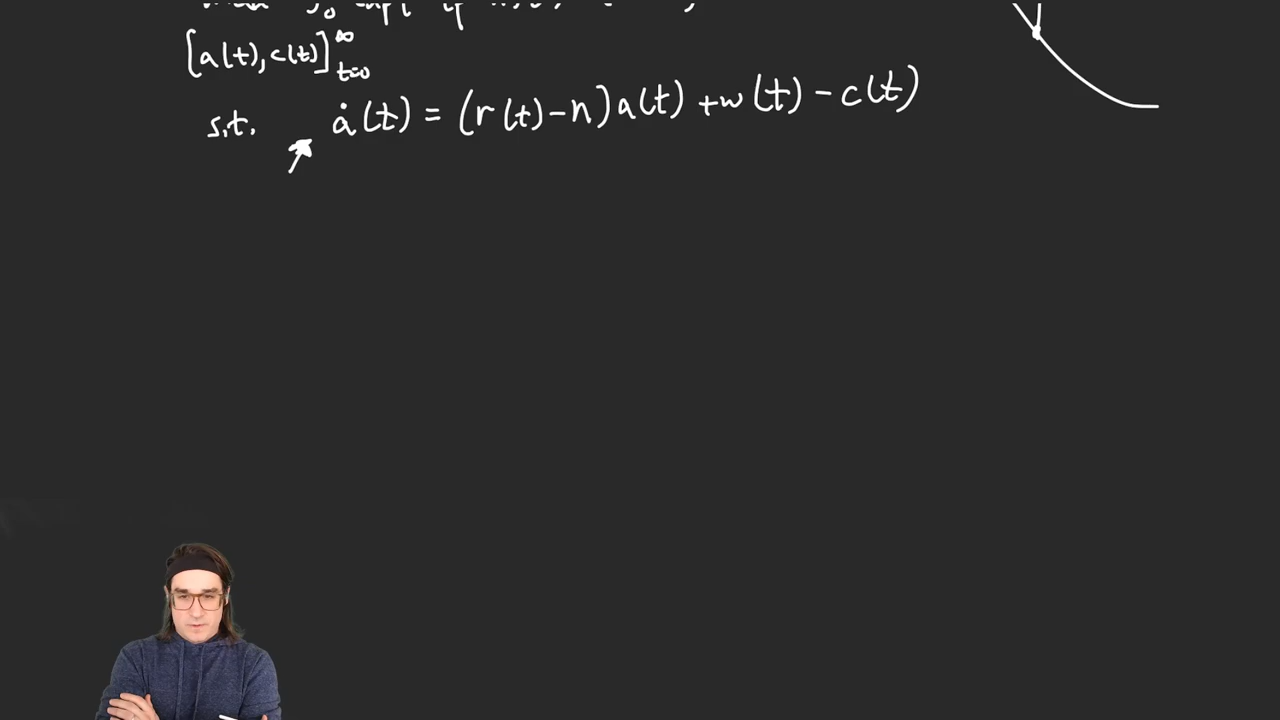 [a(t), c(t)]_{t=0}^∞
s.t. ȧ(t) = (r(t) − n)a(t) + w(t) − c(t)